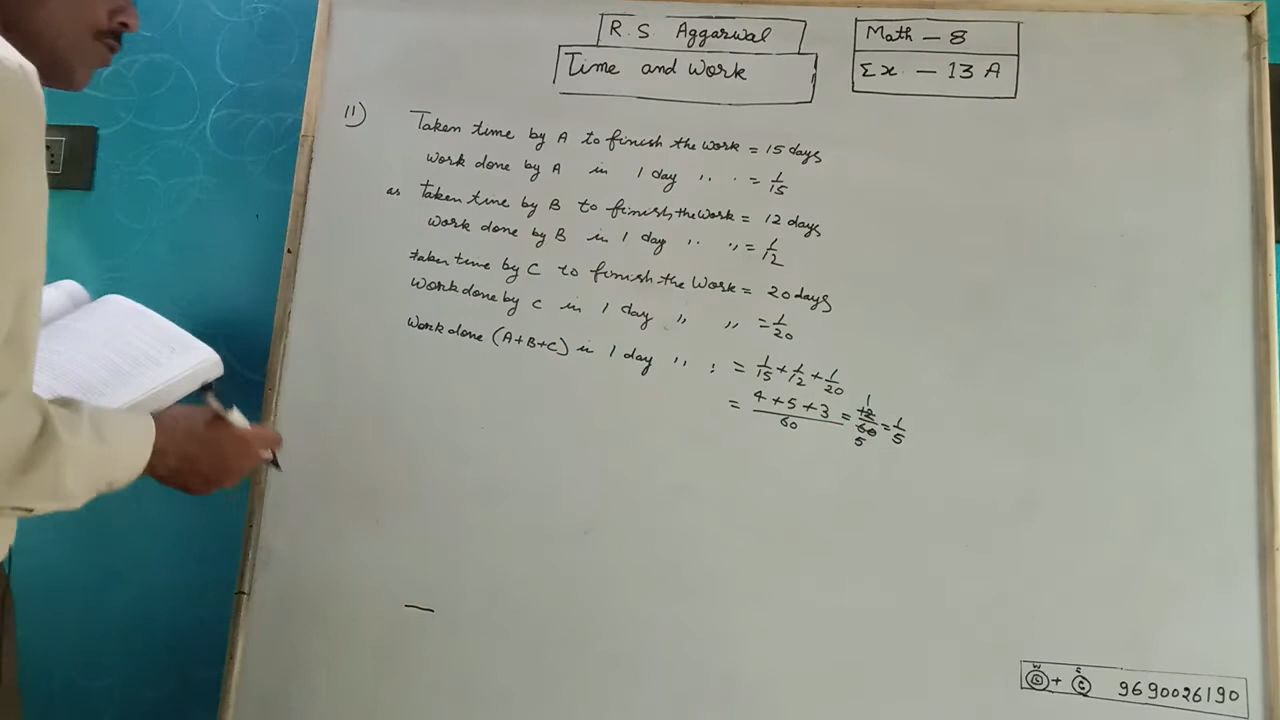 R.S Aggarwal
Time and Work
Math - 8
Ex. - 13 A
11)
Taken time by A to finish the work = 15 days
work done by A in 1 day ,, . = 1/15
as Taken time by B to finish the work = 12 days
work done by B in 1 day ,, ,, = 1/12
taken time by C to finish the Work = 20 days
Work done by C in 1 day ,, ,, = 1/20
Work done (A+B+C) in 1 day ,, : = 1/15 + 1/12 + 1/20
= 4 + 5 + 3 / 60 = 12/60 = 1/5
1
5
W S
+ 9690026190